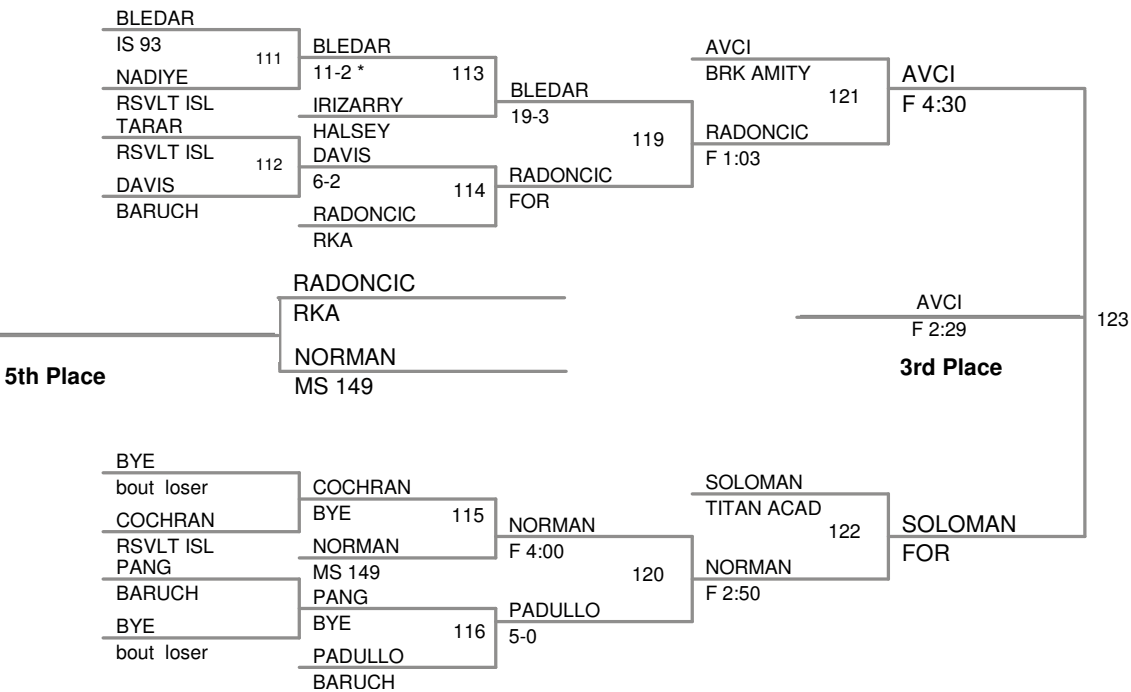 BLEDAR
IS 93
111
NADIYE
RSVLT ISL
TARAR
RSVLT ISL
112
DAVIS
BARUCH
BLEDAR
11-2 *
113
IRIZARRY
HALSEY
DAVIS
6-2
114
RADONCIC
RKA
BLEDAR
19-3
119
RADONCIC
FOR
AVCI
BRK AMITY
121
RADONCIC
F 1:03
AVCI
F 4:30
RADONCIC
RKA
NORMAN
MS 149
5th Place
AVCI
F 2:29
123
3rd Place
BYE
bout loser
COCHRAN
RSVLT ISL
PANG
BARUCH
BYE
bout loser
COCHRAN
BYE
115
NORMAN
MS 149
PANG
BYE
116
PADULLO
BARUCH
NORMAN
F 4:00
120
PADULLO
5-0
SOLOMAN
TITAN ACAD
122
NORMAN
F 2:50
SOLOMAN
FOR